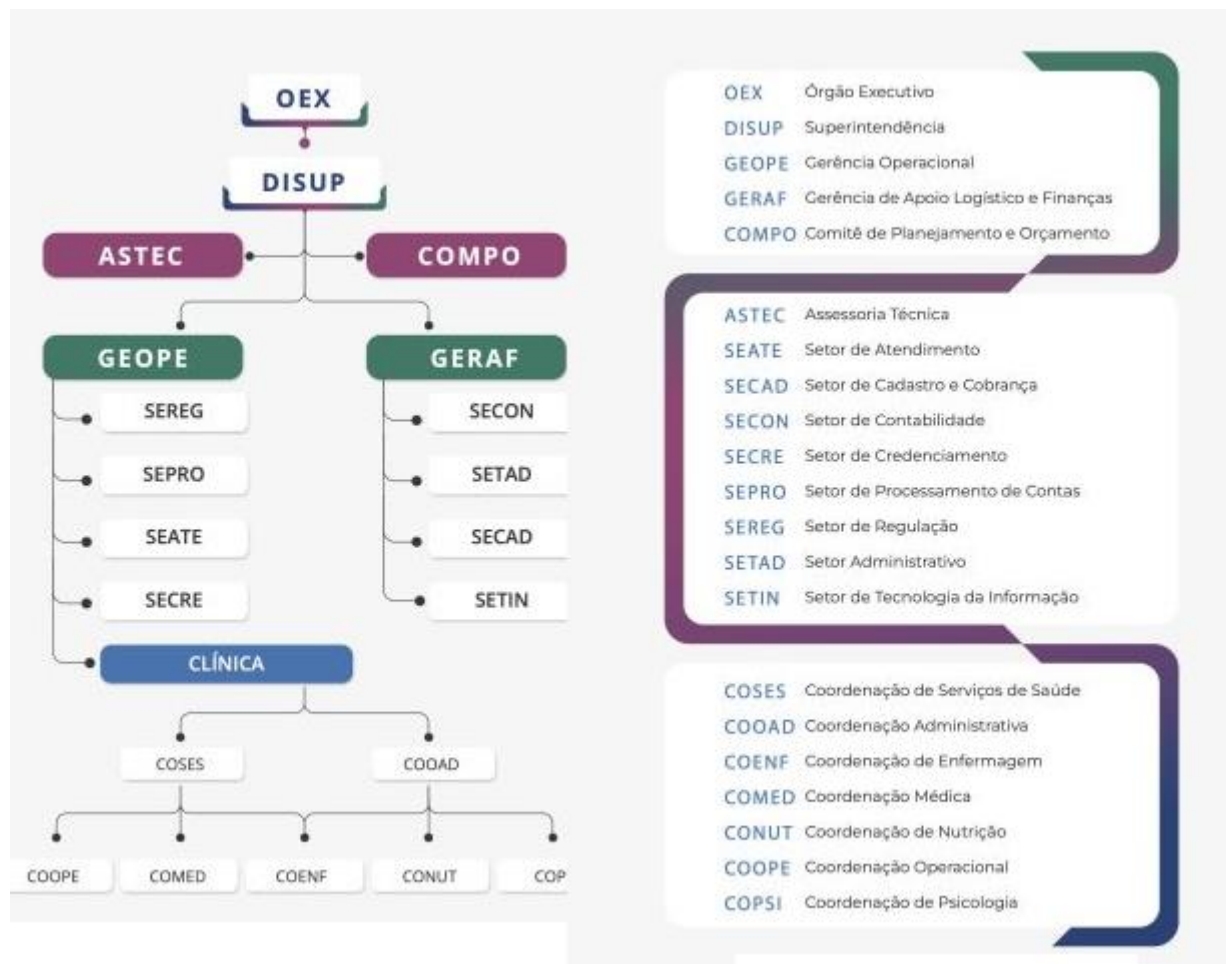 OEX
DISUP
ASTEC COMPO
GEOPE GERAF
SEREG SECON
SEPRO SETAD
SEATE SECAD
SECRE SETIN
CLÍNICA
COSES COOAD
COOPE COMED COENF CONUT COP
OEX Órgão Executivo
DISUP Superintendência
GEOPE Gerência Operacional
GERAF Gerência de Apoio Logístico e Finanças
COMPO Comitê de Planejamento e Orçamento
ASTEC Assessoria Técnica
SEATE Setor de Atendimento
SECAD Setor de Cadastro e Cobrança
SECON Setor de Contabilidade
SECRE Setor de Credenciamento
SEPRO Setor de Processamento de Contas
SEREG Setor de Regulação
SETAD Setor Administrativo
SETIN Setor de Tecnologia da Informação
COSES Coordenação de Serviços de Saúde
COOAD Coordenação Administrativa
COENF Coordenação de Enfermagem
COMED Coordenação Médica
CONUT Coordenação de Nutrição
COOPE Coordenação Operacional
COPSI Coordenação de Psicologia